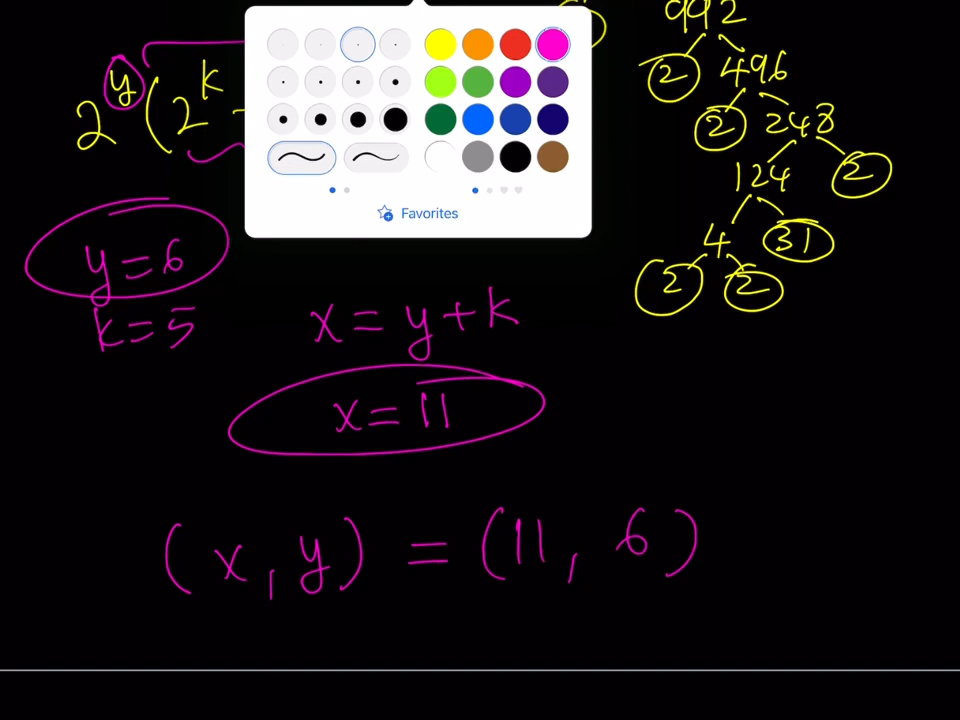 992
2 496
2^y (2^k
2 248
124 2
4 31
2 2
Favorites
y = 6
k = 5
x = y + k
x = 11
(x, y) = (11, 6)